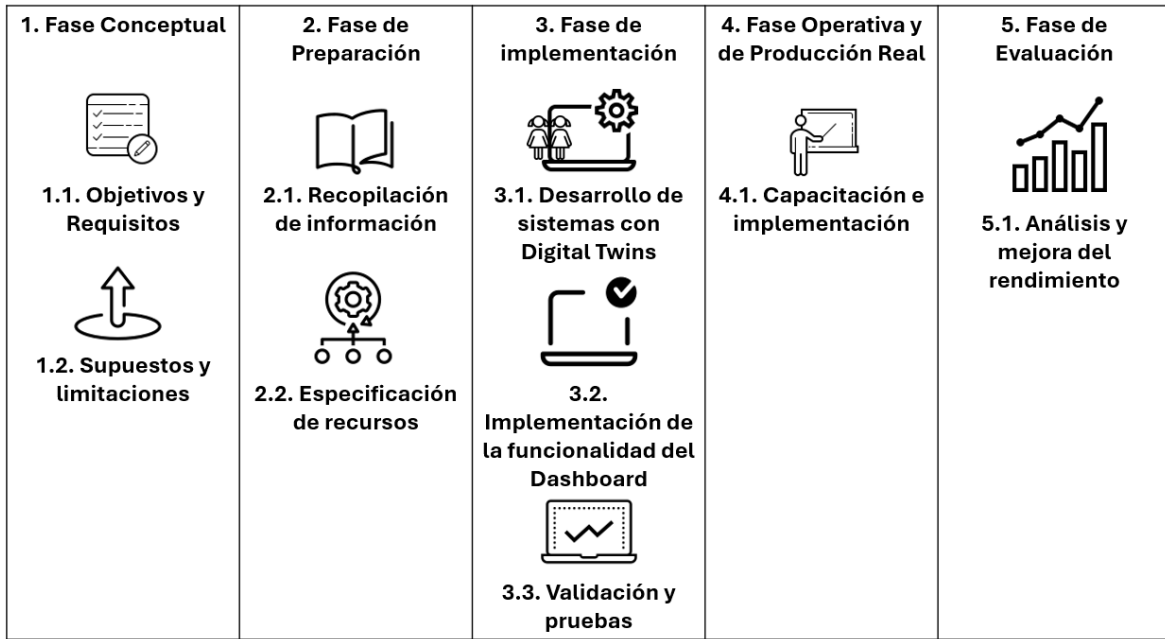 1. Fase Conceptual
1.1. Objetivos y
Requisitos
1.2. Supuestos y
limitaciones
2. Fase de
Preparación
2.1. Recopilación
de información
2.2. Especificación
de recursos
3. Fase de
implementación
3.1. Desarrollo de
sistemas con
Digital Twins
3.2.
Implementación de
la funcionalidad del
Dashboard
3.3. Validación y
pruebas
4. Fase Operativa y
de Producción Real
4.1. Capacitación e
implementación
5. Fase de
Evaluación
5.1. Análisis y
mejora del
rendimiento